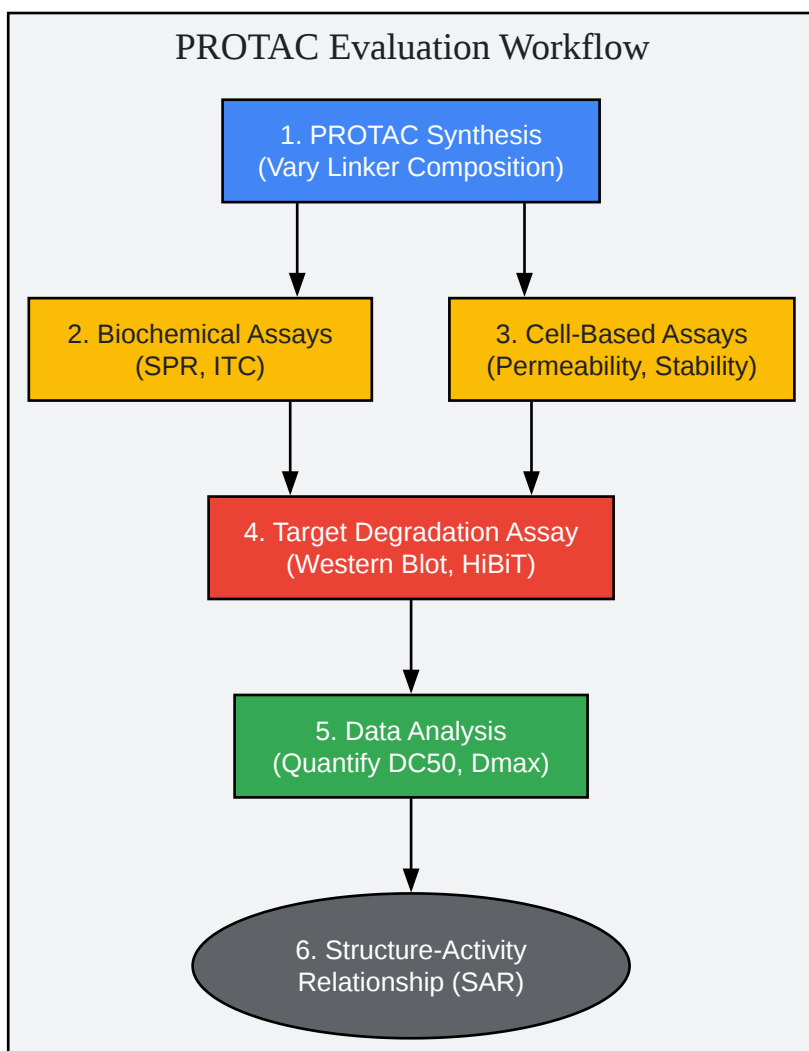 PROTAC Evaluation Workflow
1. PROTAC Synthesis
(Vary Linker Composition)
2. Biochemical Assays
(SPR, ITC)
3. Cell-Based Assays
(Permeability, Stability)
4. Target Degradation Assay
(Western Blot, HiBiT)
5. Data Analysis
(Quantify DC50, Dmax)
6. Structure-Activity
Relationship (SAR)